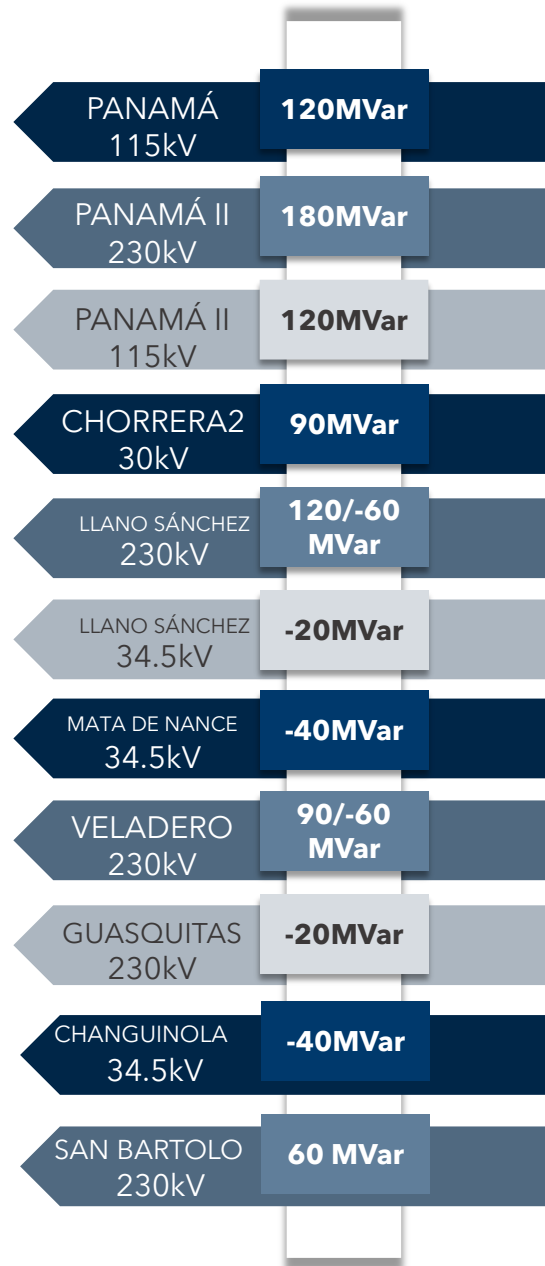 PANAMÁ
115kV
120MVar
PANAMÁ II
230kV
180MVar
PANAMÁ II
115kV
120MVar
CHORRERA2
30kV
90MVar
LLANO SÁNCHEZ
230kV
120/-60
MVar
LLANO SÁNCHEZ
34.5kV
-20MVar
MATA DE NANCE
34.5kV
-40MVar
VELADERO
230kV
90/-60
MVar
GUASQUITAS
230kV
-20MVar
CHANGUINOLA
34.5kV
-40MVar
SAN BARTOLO
230kV
60 MVar